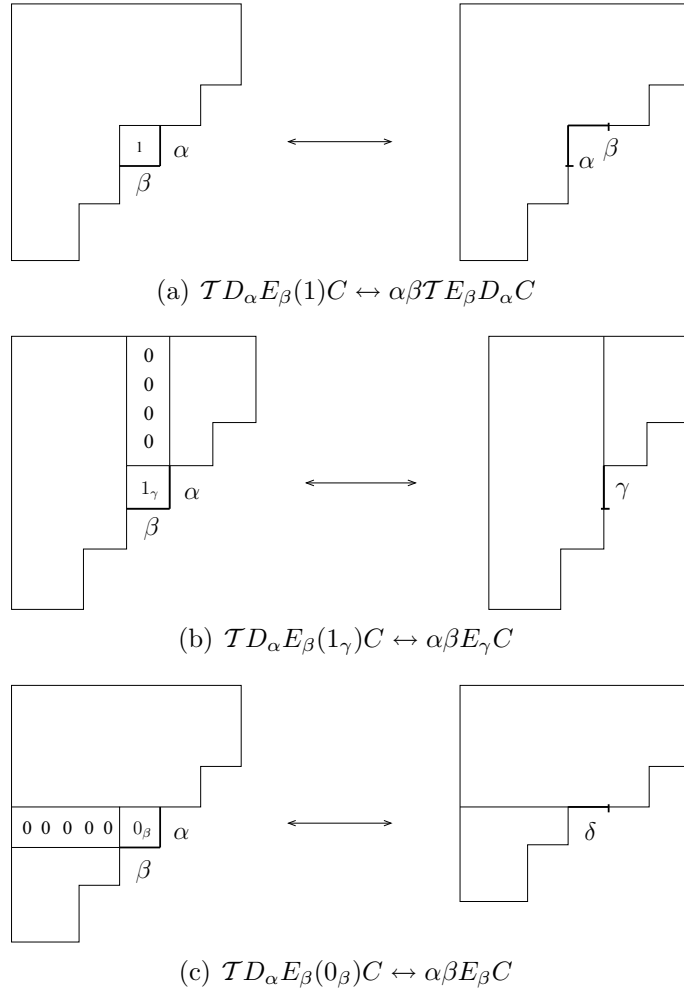 1
α
β
α
β
(a) 𝒯D_αE_β(1)C ↔ αβ𝒯E_βD_αC
0
0
0
0
1_γ
α
β
γ
(b) 𝒯D_αE_β(1_γ)C ↔ αβE_γC
0 0 0 0 0 0_β α
β
δ
(c) 𝒯D_αE_β(0_β)C ↔ αβE_βC